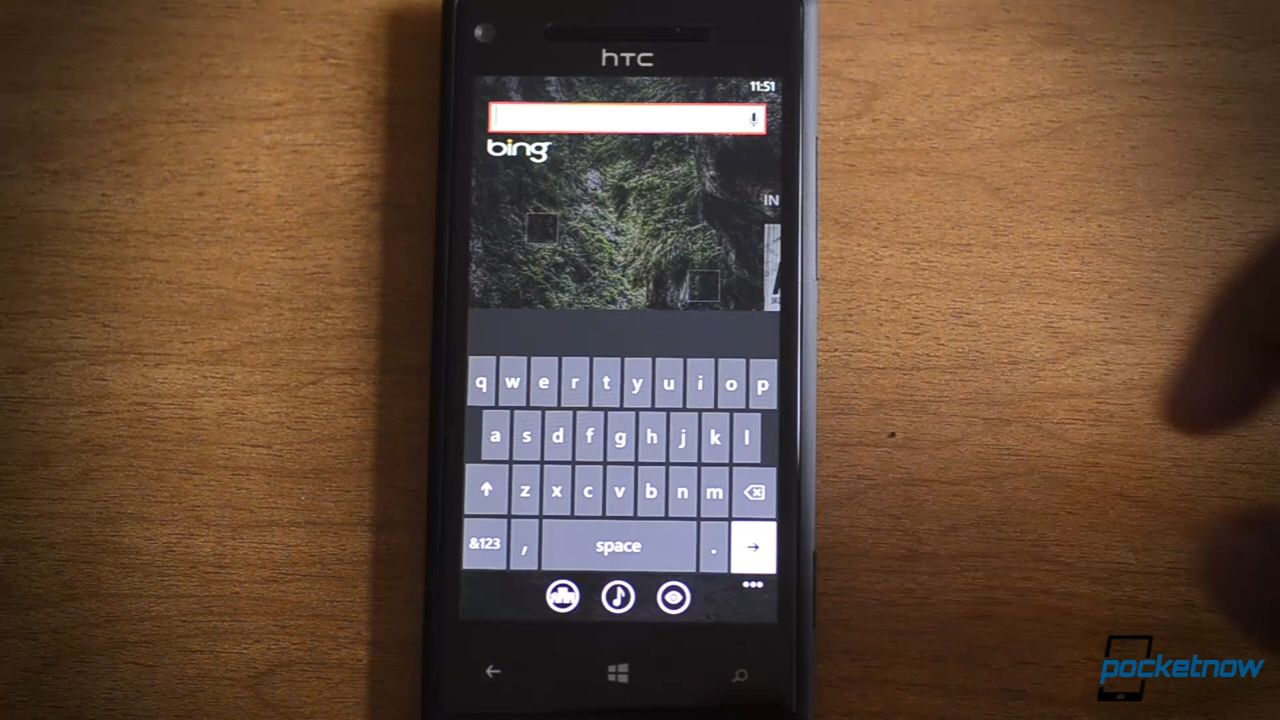 hTC
11:51
bing
IN
q w e r t y u i o p
a s d f g h j k l
z x c v b n m
&123 , space .
pocketnow